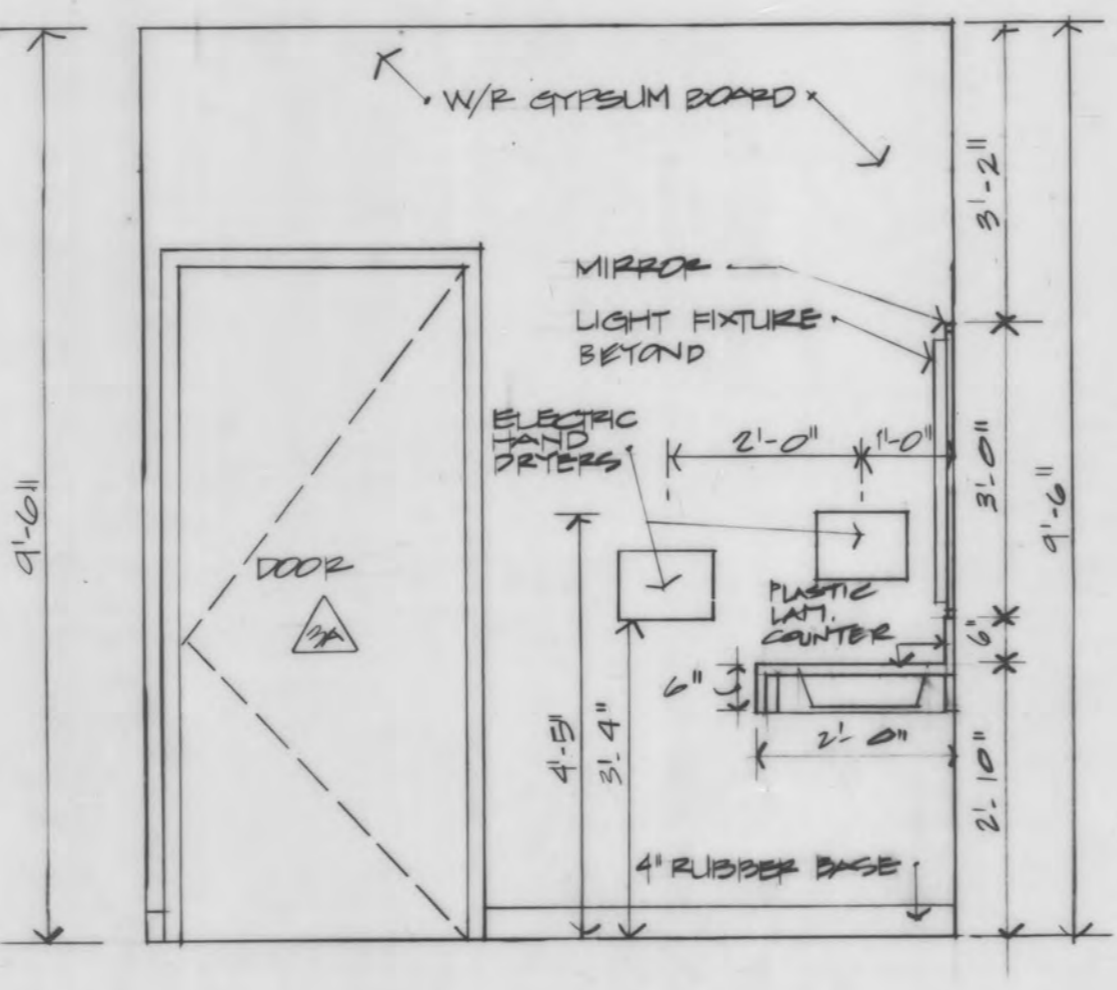 W/R GYPSUM BOARD
MIRROR
LIGHT FIXTURE
BEYOND
ELECTRIC
HAND
DRYERS
2'-0"
1'-0"
3'-2"
3'-0"
9'-6"
9'-6"
DOOR
3A
PLASTIC
LAM.
COUNTER
6"
6"
2'-0"
4'-5"
3'-4"
2'-10"
4" RUBBER BASE